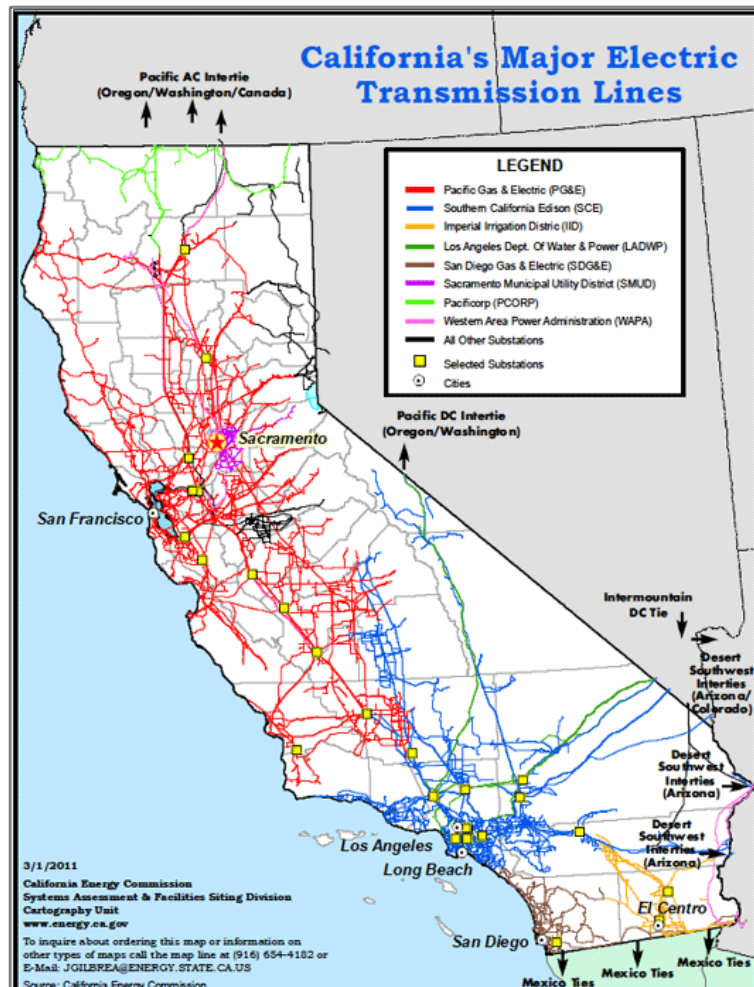 California's Major Electric
Transmission Lines
Pacific AC Intertie
(Oregon/Washington/Canada)
LEGEND
Pacific Gas & Electric (PG&E)
Southern California Edison (SCE)
Imperial Irrigation Distric (IID)
Los Angeles Dept. Of Water & Power (LADWP)
San Diego Gas & Electric (SDG&E)
Sacramento Municipal Utility District (SMUD)
Pacificorp (PCORP)
Western Area Power Administration (WAPA)
All Other Substations
Selected Substations
Cities
Pacific DC Intertie
(Oregon/Washington)
Sacramento
San Francisco
Intermountain
DC Tie
Desert
Southwest
Interties
(Arizona/
Colorado)
Desert
Southwest
Interties
(Arizona)
Desert
Southwest
Interties
(Arizona)
Los Angeles
Long Beach
El Centro
San Diego
Mexico Ties
Mexico Ties
Mexico Ties
3/1/2011
California Energy Commission
Systems Assessment & Facilities Siting Division
Cartography Unit
www.energy.ca.gov
To inquire about ordering this map or information on
other types of maps call the map line at (916) 654-4182 or
E-Mail: JGILBREA@ENERGY.STATE.CA.US
Source: California Energy Commission